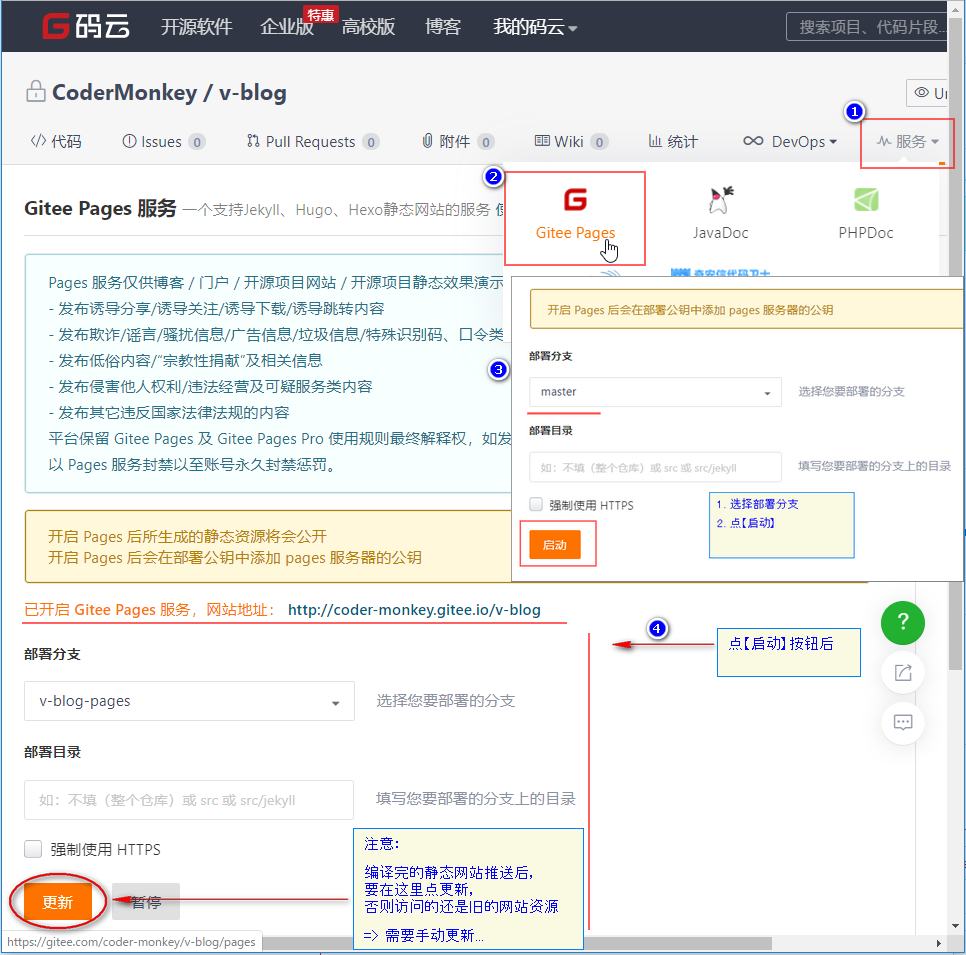 G码云 开源软件 企业版 特惠 高校版 博客 我的码云 搜索项目、代码片段...
CoderMonkey / v-blog
代码 Issues 0 Pull Requests 0 附件 0 Wiki 0 统计 DevOps 1 服务
Gitee Pages 服务 一个支持Jekyll、Hugo、Hexo静态网站的服务
2
Gitee Pages JavaDoc PHPDoc
Pages 服务仅供博客 / 门户 / 开源项目网站 / 开源项目静态效果演示
- 发布诱导分享/诱导关注/诱导下载/诱导跳转内容
- 发布欺诈/谣言/骚扰信息/广告信息/垃圾信息/特殊识别码、口令类
- 发布低俗内容/“宗教性捐献”及相关信息
- 发布侵害他人权利/违法经营及可疑服务类内容
- 发布其它违反国家法律法规的内容
平台保留 Gitee Pages 及 Gitee Pages Pro 使用规则最终解释权，如发
以 Pages 服务封禁以至账号永久封禁惩罚。
开启 Pages 后所生成的静态资源将会公开
开启 Pages 后会在部署公钥中添加 pages 服务器的公钥
3
开启 Pages 后会在部署公钥中添加 pages 服务器的公钥
部署分支
master 选择您要部署的分支
部署目录
如：不填（整个仓库）或 src 或 src/jekyll 填写您要部署的分支上的目录
强制使用 HTTPS
启动
1. 选择部署分支
2. 点【启动】
已开启 Gitee Pages 服务，网站地址： http://coder-monkey.gitee.io/v-blog
4
点【启动】按钮后
?
部署分支
v-blog-pages 选择您要部署的分支
部署目录
如：不填（整个仓库）或 src 或 src/jekyll 填写您要部署的分支上的目录
强制使用 HTTPS
更新 暂停
注意:
编译完的静态网站推送后,
要在这里点更新,
否则访问的还是旧的网站资源
=> 需要手动更新...
https://gitee.com/coder-monkey/v-blog/pages